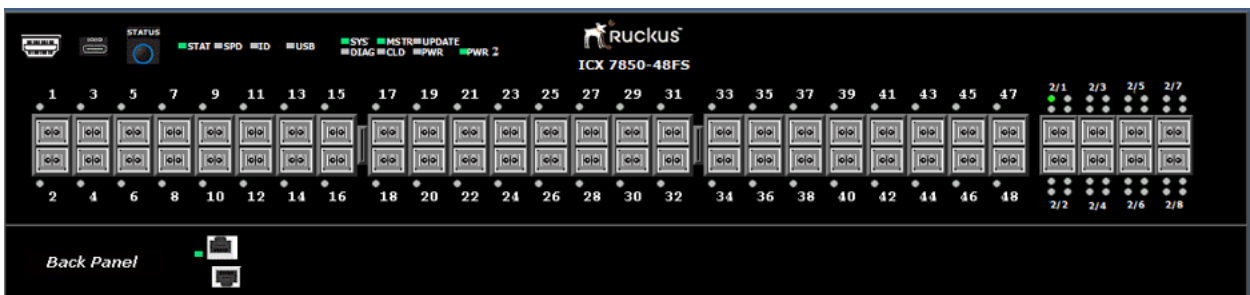 STATUS
STAT SPD ID USB
SYS MSTR UPDATE
DIAG CLD PWR PWR 2
Ruckus
ICX 7850-48FS
1 3 5 7 9 11 13 15 17 19 21 23 25 27 29 31 33 35 37 39 41 43 45 47 2/1 2/3 2/5 2/7
2 4 6 8 10 12 14 16 18 20 22 24 26 28 30 32 34 36 38 40 42 44 46 48 2/2 2/4 2/6 2/8
Back Panel